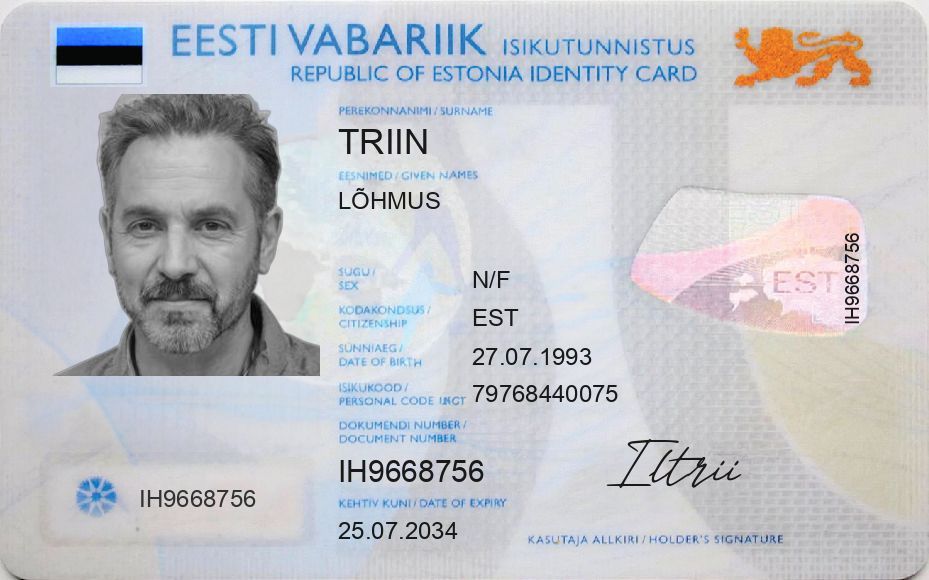 EESTI VABARIIK ISIKUTUNNISTUS
REPUBLIC OF ESTONIA IDENTITY CARD
PEREKONNANIMI / SURNAME
TRIIN
EESNIMED / GIVEN NAMES
LÕHMUS
SUGU /
SEX
N/F
KODAKONDSUS /
CITIZENSHIP
EST
SÜNNIAEG /
DATE OF BIRTH
27.07.1993
ISIKUKOOD /
PERSONAL CODE
79768440075
DOKUMENDI NUMBER /
DOCUMENT NUMBER
IH9668756
KEHTIV KUNI / DATE OF EXPIRY
25.07.2034
IH9668756
EST
IH9668756
KASUTAJA ALLKIRI / HOLDER'S SIGNATURE